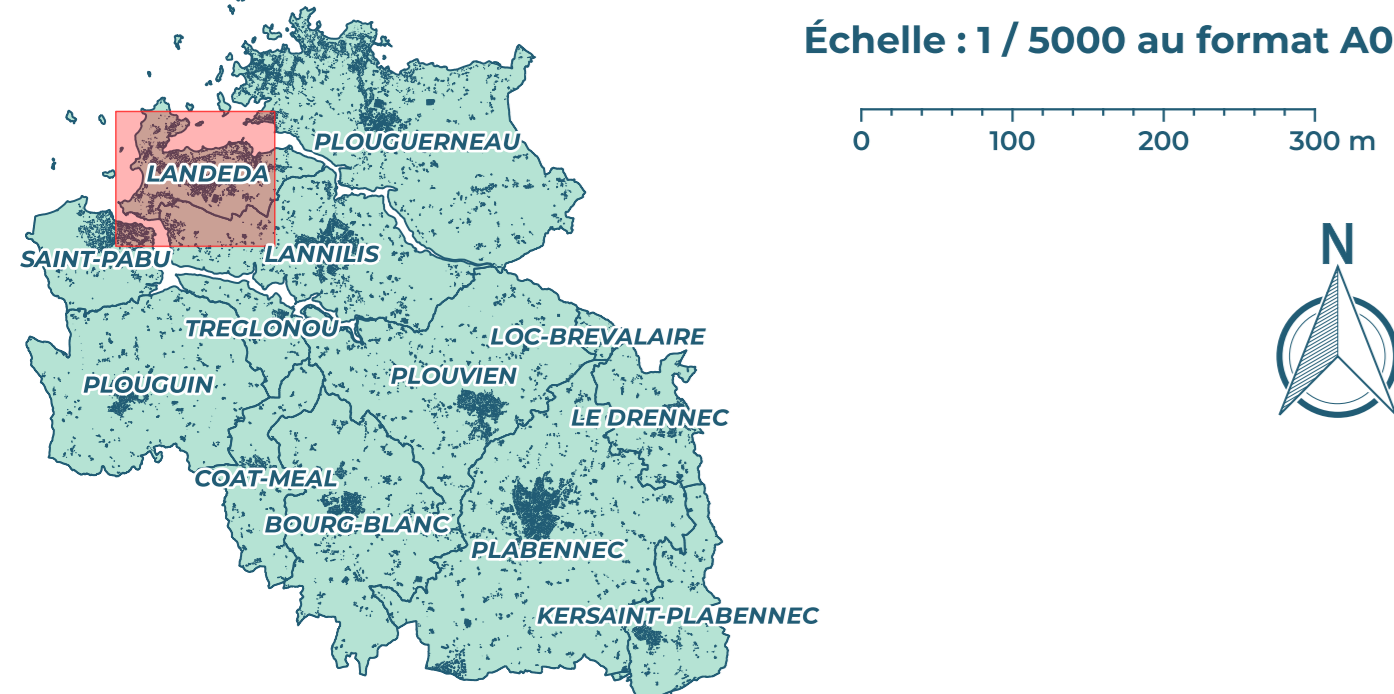 Échelle : 1 / 5000 au format A0
0 100 200 300 m
N
PLOUGUERNEAU
LANDEDA
SAINT-PABU
LANNILIS
TREGLONOU
LOC-BREVALAIRE
PLOUVIEN
PLOUGUIN
LE DRENNEC
COAT-MEAL
BOURG-BLANC
PLABENNEC
KERSAINT-PLABENNEC